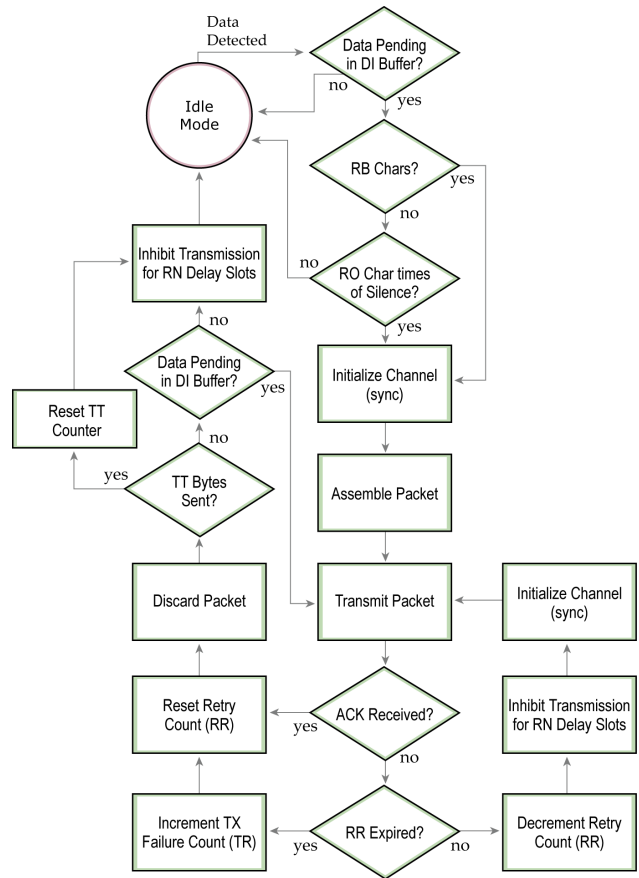 Data
Detected
Data Pending
in DI Buffer?
no
yes
Idle
Mode
RB Chars?
yes
no
Inhibit Transmission
for RN Delay Slots
no
RO Char times
of Silence?
yes
no
Data Pending
in DI Buffer?
yes
Initialize Channel
(sync)
Reset TT
Counter
no
yes
TT Bytes
Sent?
Assemble Packet
Discard Packet
Transmit Packet
Initialize Channel
(sync)
Reset Retry
Count (RR)
yes
ACK Received?
no
Inhibit Transmission
for RN Delay Slots
Increment TX
Failure Count (TR)
yes
RR Expired?
no
Decrement Retry
Count (RR)